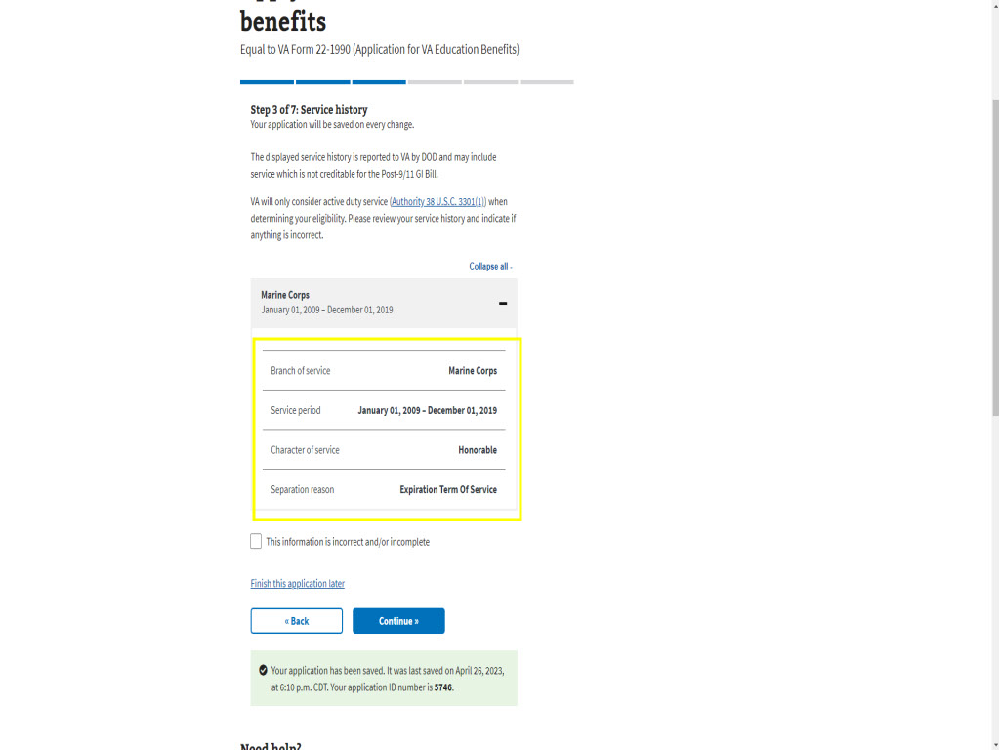 benefits
Equal to VA Form 22-1990 (Application for VA Education Benefits)
Step 3 of 7: Service history
Your application will be saved on every change.
The displayed service history is reported to VA by DOD and may include
service which is not creditable for the Post-9/11 GI Bill.
VA will only consider active duty service (Authority 38 U.S.C. 3301(1)) when
determining your eligibility. Please review your service history and indicate if
anything is incorrect.
Collapse all -
Marine Corps
January 01, 2009 – December 01, 2019
Branch of service Marine Corps
Service period January 01, 2009 – December 01, 2019
Character of service Honorable
Separation reason Expiration Term Of Service
This information is incorrect and/or incomplete
Finish this application later
« Back Continue »
Your application has been saved. It was last saved on April 26, 2023,
at 6:10 p.m. CDT. Your application ID number is 5746.
Need help?